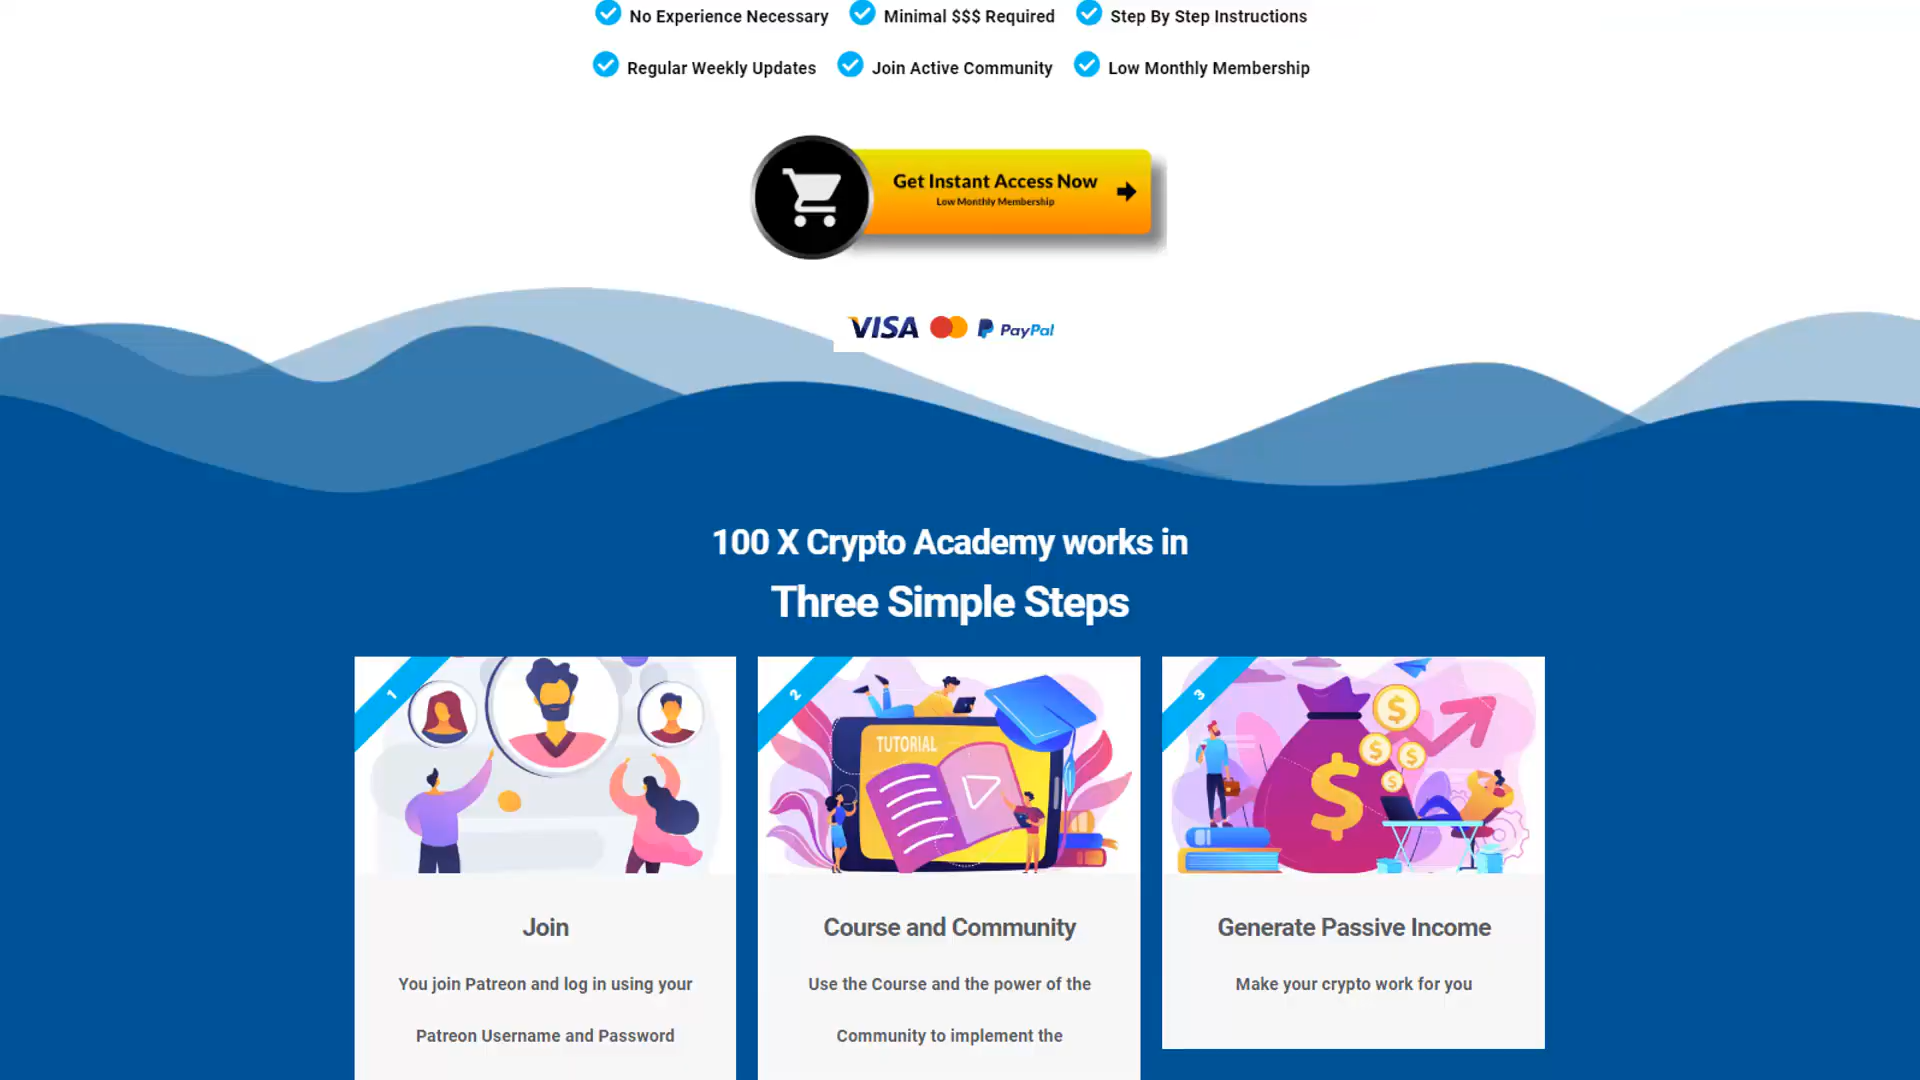 No Experience Necessary Minimal $$$ Required Step By Step Instructions
Regular Weekly Updates Join Active Community Low Monthly Membership
Get Instant Access Now
Low Monthly Membership
VISA PayPal
100 X Crypto Academy works in
Three Simple Steps
1 2 3
TUTORIAL
Join
You join Patreon and log in using your
Patreon Username and Password
Course and Community
Use the Course and the power of the
Community to implement the
Generate Passive Income
Make your crypto work for you